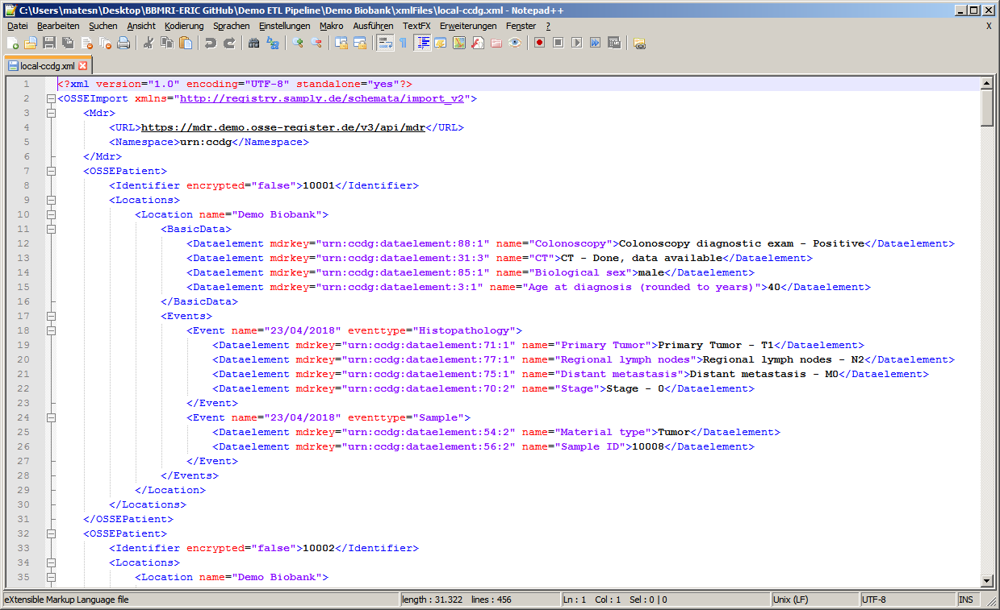 C:\Users\matesn\Desktop\BBMRI-ERIC GitHub\Demo ETL Pipeline\Demo Biobank\xmlFiles\local-ccdg.xml - Notepad++
Datei Bearbeiten Suchen Ansicht Kodierung Sprachen Einstellungen Makro Ausführen TextFX Erweiterungen Fenster ? X
local-ccdg.xml
1 <?xml version="1.0" encoding="UTF-8" standalone="yes"?>
2 <OSSEImport xmlns="http://registry.samply.de/schemata/import_v2">
3 <Mdr>
4 <URL>https://mdr.demo.osse-register.de/v3/api/mdr</URL>
5 <Namespace>urn:ccdg</Namespace>
6 </Mdr>
7 <OSSEPatient>
8 <Identifier encrypted="false">10001</Identifier>
9 <Locations>
10 <Location name="Demo Biobank">
11 <BasicData>
12 <Dataelement mdrkey="urn:ccdg:dataelement:88:1" name="Colonoscopy">Colonoscopy diagnostic exam - Positive</Dataelement>
13 <Dataelement mdrkey="urn:ccdg:dataelement:31:3" name="CT">CT - Done, data available</Dataelement>
14 <Dataelement mdrkey="urn:ccdg:dataelement:85:1" name="Biological sex">male</Dataelement>
15 <Dataelement mdrkey="urn:ccdg:dataelement:3:1" name="Age at diagnosis (rounded to years)">40</Dataelement>
16 </BasicData>
17 <Events>
18 <Event name="23/04/2018" eventtype="Histopathology">
19 <Dataelement mdrkey="urn:ccdg:dataelement:71:1" name="Primary Tumor">Primary Tumor - T1</Dataelement>
20 <Dataelement mdrkey="urn:ccdg:dataelement:77:1" name="Regional lymph nodes">Regional lymph nodes - N2</Dataelement>
21 <Dataelement mdrkey="urn:ccdg:dataelement:75:1" name="Distant metastasis">Distant metastasis - M0</Dataelement>
22 <Dataelement mdrkey="urn:ccdg:dataelement:70:2" name="Stage">Stage - 0</Dataelement>
23 </Event>
24 <Event name="23/04/2018" eventtype="Sample">
25 <Dataelement mdrkey="urn:ccdg:dataelement:54:2" name="Material type">Tumor</Dataelement>
26 <Dataelement mdrkey="urn:ccdg:dataelement:56:2" name="Sample ID">10008</Dataelement>
27 </Event>
28 </Events>
29 </Location>
30 </Locations>
31 </OSSEPatient>
32 <OSSEPatient>
33 <Identifier encrypted="false">10002</Identifier>
34 <Locations>
35 <Location name="Demo Biobank">
eXtensible Markup Language file length : 31.322 lines : 456 Ln : 1 Col : 1 Sel : 0 | 0 Unix (LF) UTF-8 INS